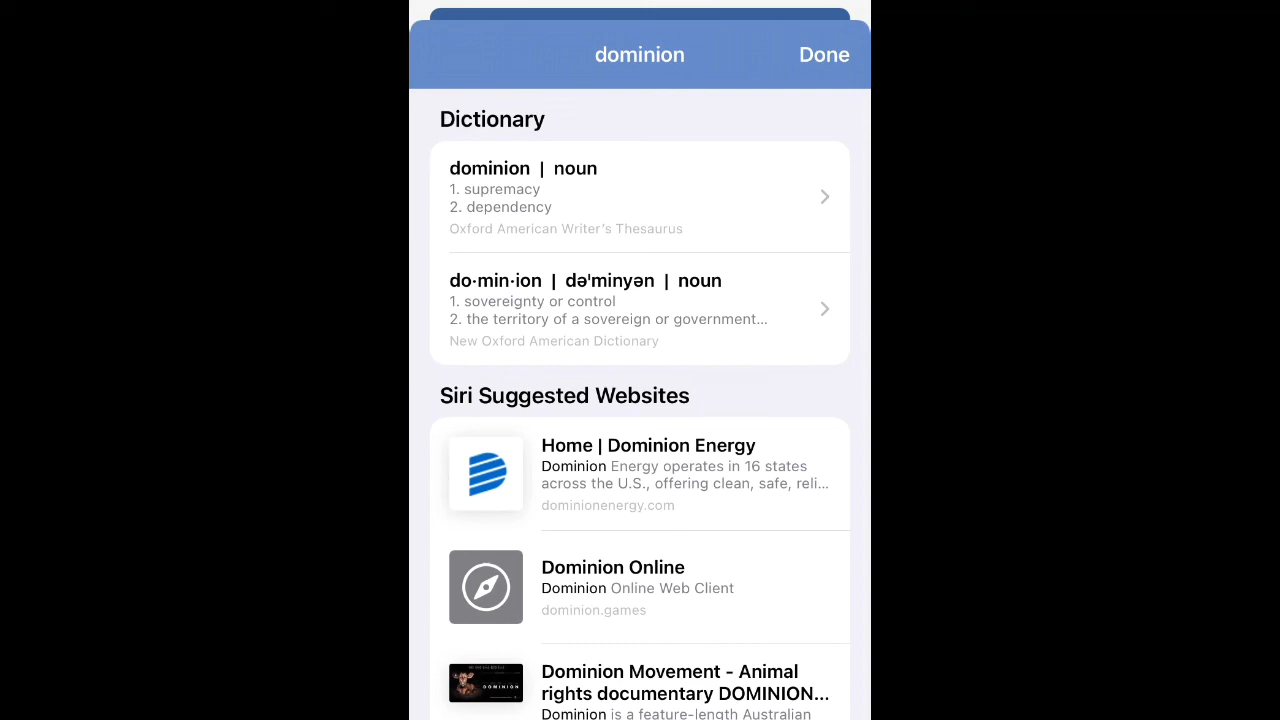 dominion
Done
Dictionary
dominion | noun
1. supremacy
2. dependency
Oxford American Writer's Thesaurus
do·min·ion | də'minyən | noun
1. sovereignty or control
2. the territory of a sovereign or government...
New Oxford American Dictionary
Siri Suggested Websites
Home | Dominion Energy
Dominion Energy operates in 16 states
across the U.S., offering clean, safe, reli...
dominionenergy.com
Dominion Online
Dominion Online Web Client
dominion.games
Dominion Movement - Animal
rights documentary DOMINION...
DOMINION
Dominion is a feature-length Australian